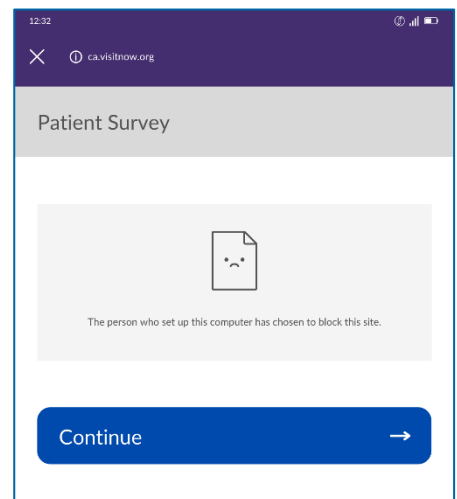 12:32
ca.visitnow.org
Patient Survey
The person who set up this computer has chosen to block this site.
Continue